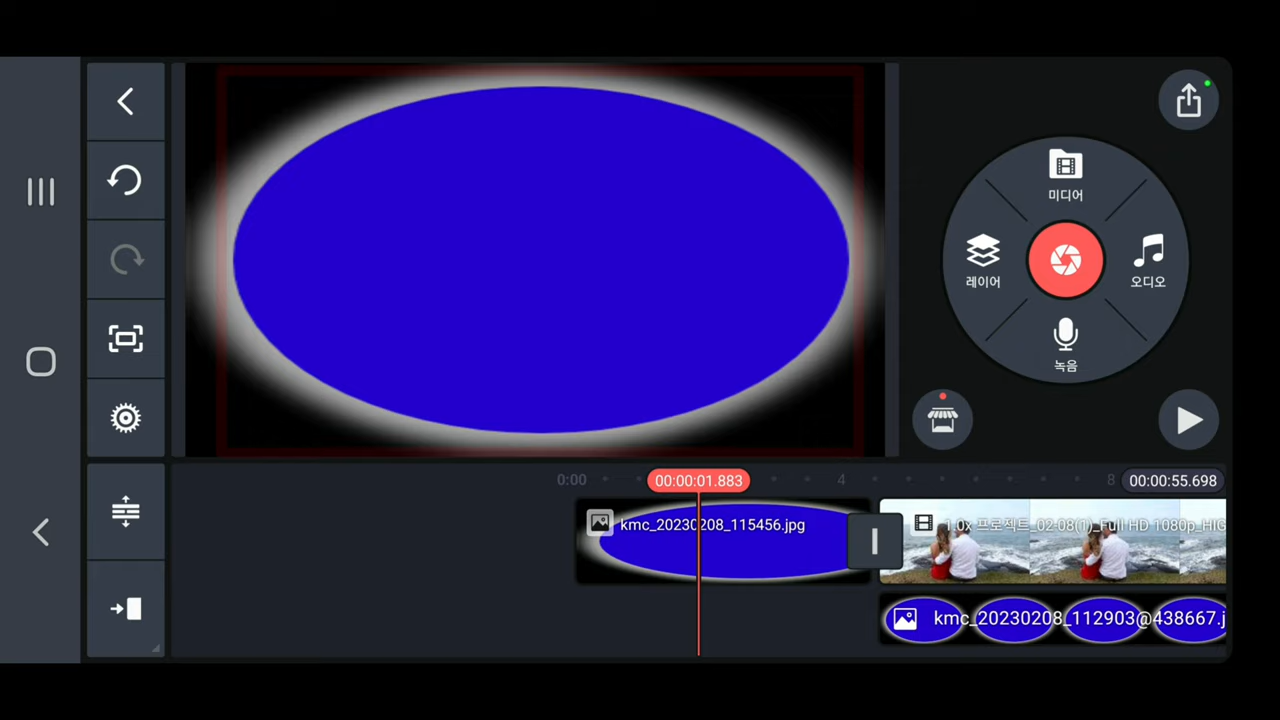 미디어
레이어
오디오
녹음
0:00
00:00:01.883
4
8
00:00:55.698
kmc_20230208_115456.jpg
1.0x 프로젝트_02-08(1)_Full HD 1080p_HIG
kmc_20230208_112903@438667.j